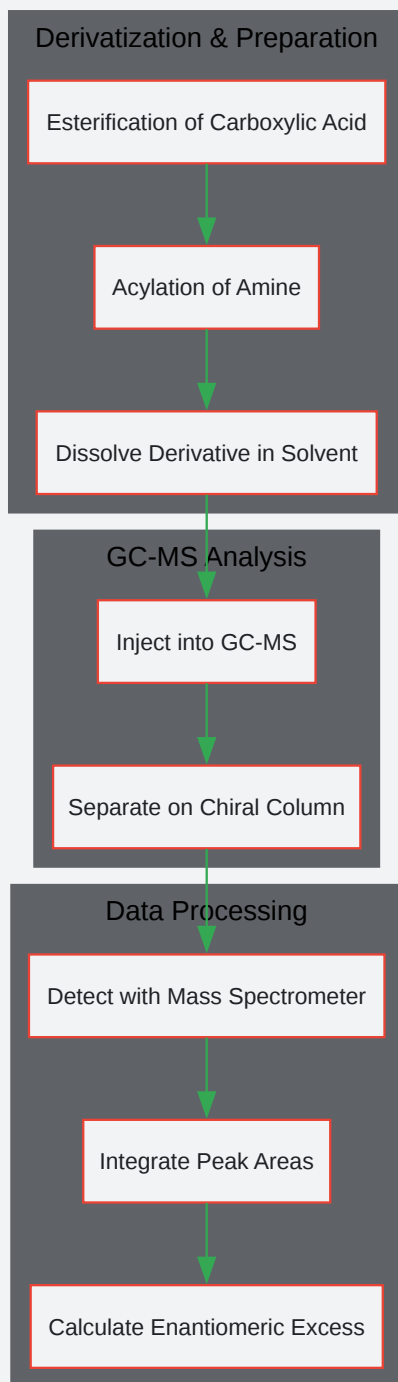 Derivatization & Preparation
Esterification of Carboxylic Acid
Acylation of Amine
Dissolve Derivative in Solvent
GC-MS Analysis
Inject into GC-MS
Separate on Chiral Column
Data Processing
Detect with Mass Spectrometer
Integrate Peak Areas
Calculate Enantiomeric Excess